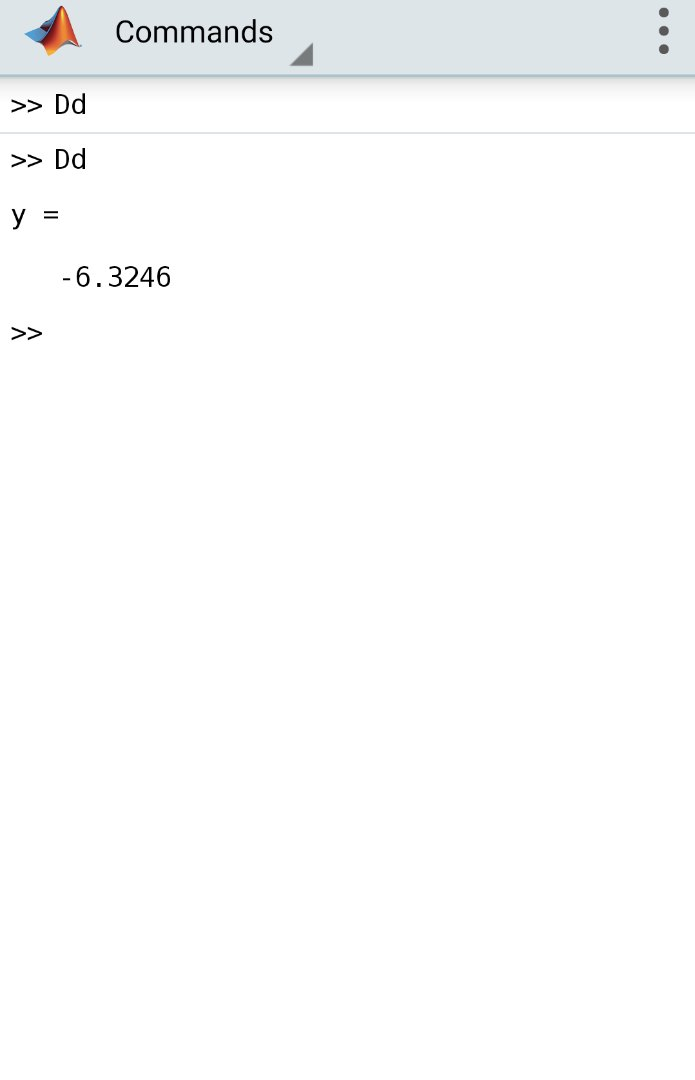 Commands
>> Dd
>> Dd
y =
-6.3246
>>